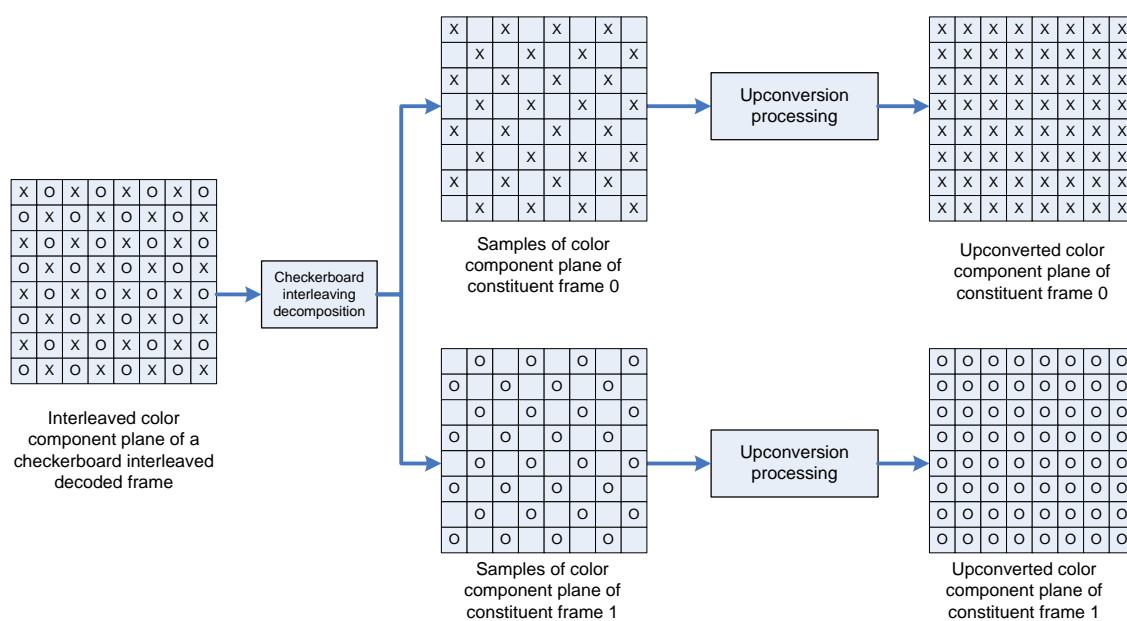 X X X X
X X X X
X X X X
X X X X
X X X X
X X X X
X X X X
X X X X
Samples of color
component plane of
constituent frame 0
Upconversion
processing
X X X X X X X X
X X X X X X X X
X X X X X X X X
X X X X X X X X
X X X X X X X X
X X X X X X X X
X X X X X X X X
X X X X X X X X
Upconverted color
component plane of
constituent frame 0
X O X O X O X O
O X O X O X O X
X O X O X O X O
O X O X O X O X
X O X O X O X O
O X O X O X O X
X O X O X O X O
O X O X O X O X
Interleaved color
component plane of a
checkerboard interleaved
decoded frame
Checkerboard
interleaving
decomposition
O O O O
O O O O
O O O O
O O O O
O O O O
O O O O
O O O O
O O O O
Samples of color
component plane of
constituent frame 1
Upconversion
processing
O O O O O O O O
O O O O O O O O
O O O O O O O O
O O O O O O O O
O O O O O O O O
O O O O O O O O
O O O O O O O O
O O O O O O O O
Upconverted color
component plane of
constituent frame 1